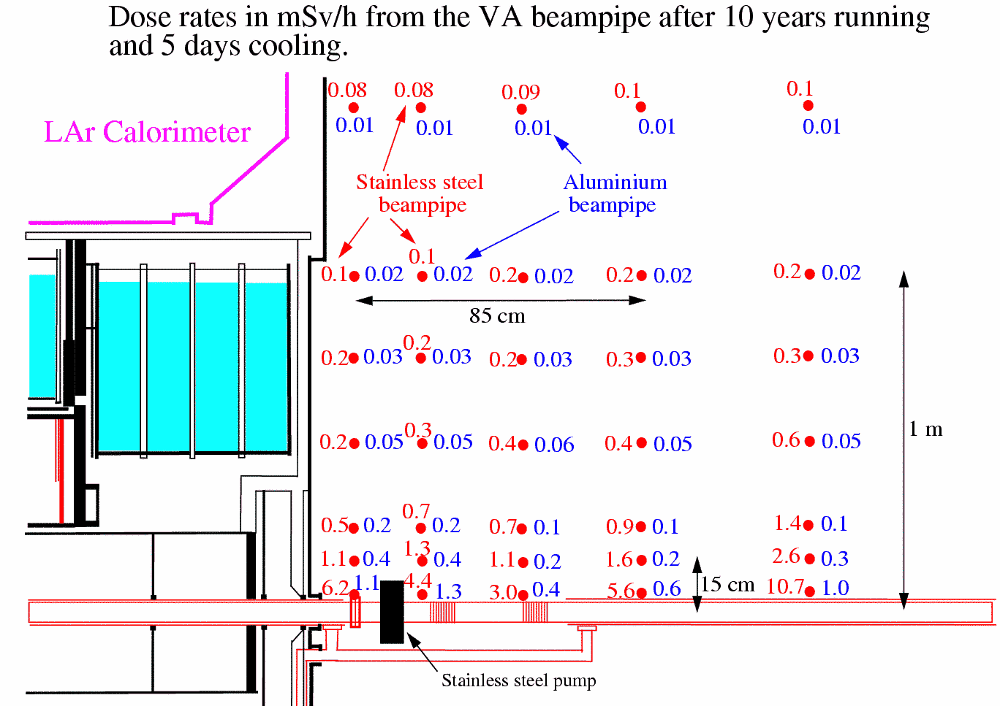 Dose rates in mSv/h from the VA beampipe after 10 years running
and 5 days cooling.
0.08 0.08 0.09 0.1 0.1
0.01 0.01 0.01 0.01 0.01
LAr Calorimeter
Stainless steel
beampipe
Aluminium
beampipe
0.1 0.02 0.1 0.02 0.2 0.02 0.2 0.02 0.2 0.02
85 cm
0.2 0.03 0.2 0.03 0.2 0.03 0.3 0.03 0.3 0.03
0.2 0.05 0.3 0.05 0.4 0.06 0.4 0.05 0.6 0.05
1 m
0.5 0.2 0.7 0.2 0.7 0.1 0.9 0.1 1.4 0.1
1.1 0.4 1.3 0.4 1.1 0.2 1.6 0.2 2.6 0.3
6.2 1.1 4.4 1.3 3.0 0.4 5.6 0.6 10.7 1.0
15 cm
Stainless steel pump